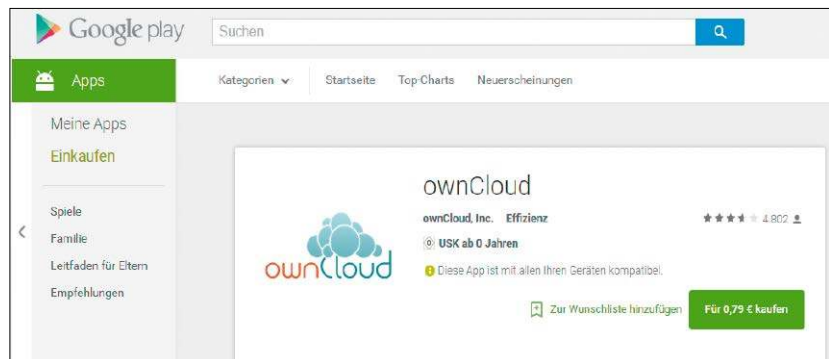 Google play
Suchen
Apps
Kategorien
Startseite
Top-Charts
Neuerscheinungen
Meine Apps
Einkaufen
Spiele
Familie
Leitfaden für Eltern
Empfehlungen
ownCloud
ownCloud
ownCloud, Inc. Effizienz
4.802
USK ab 0 Jahren
Diese App ist mit allen Ihren Geräten kompatibel.
Zur Wunschliste hinzufügen
Für 0,79 € kaufen